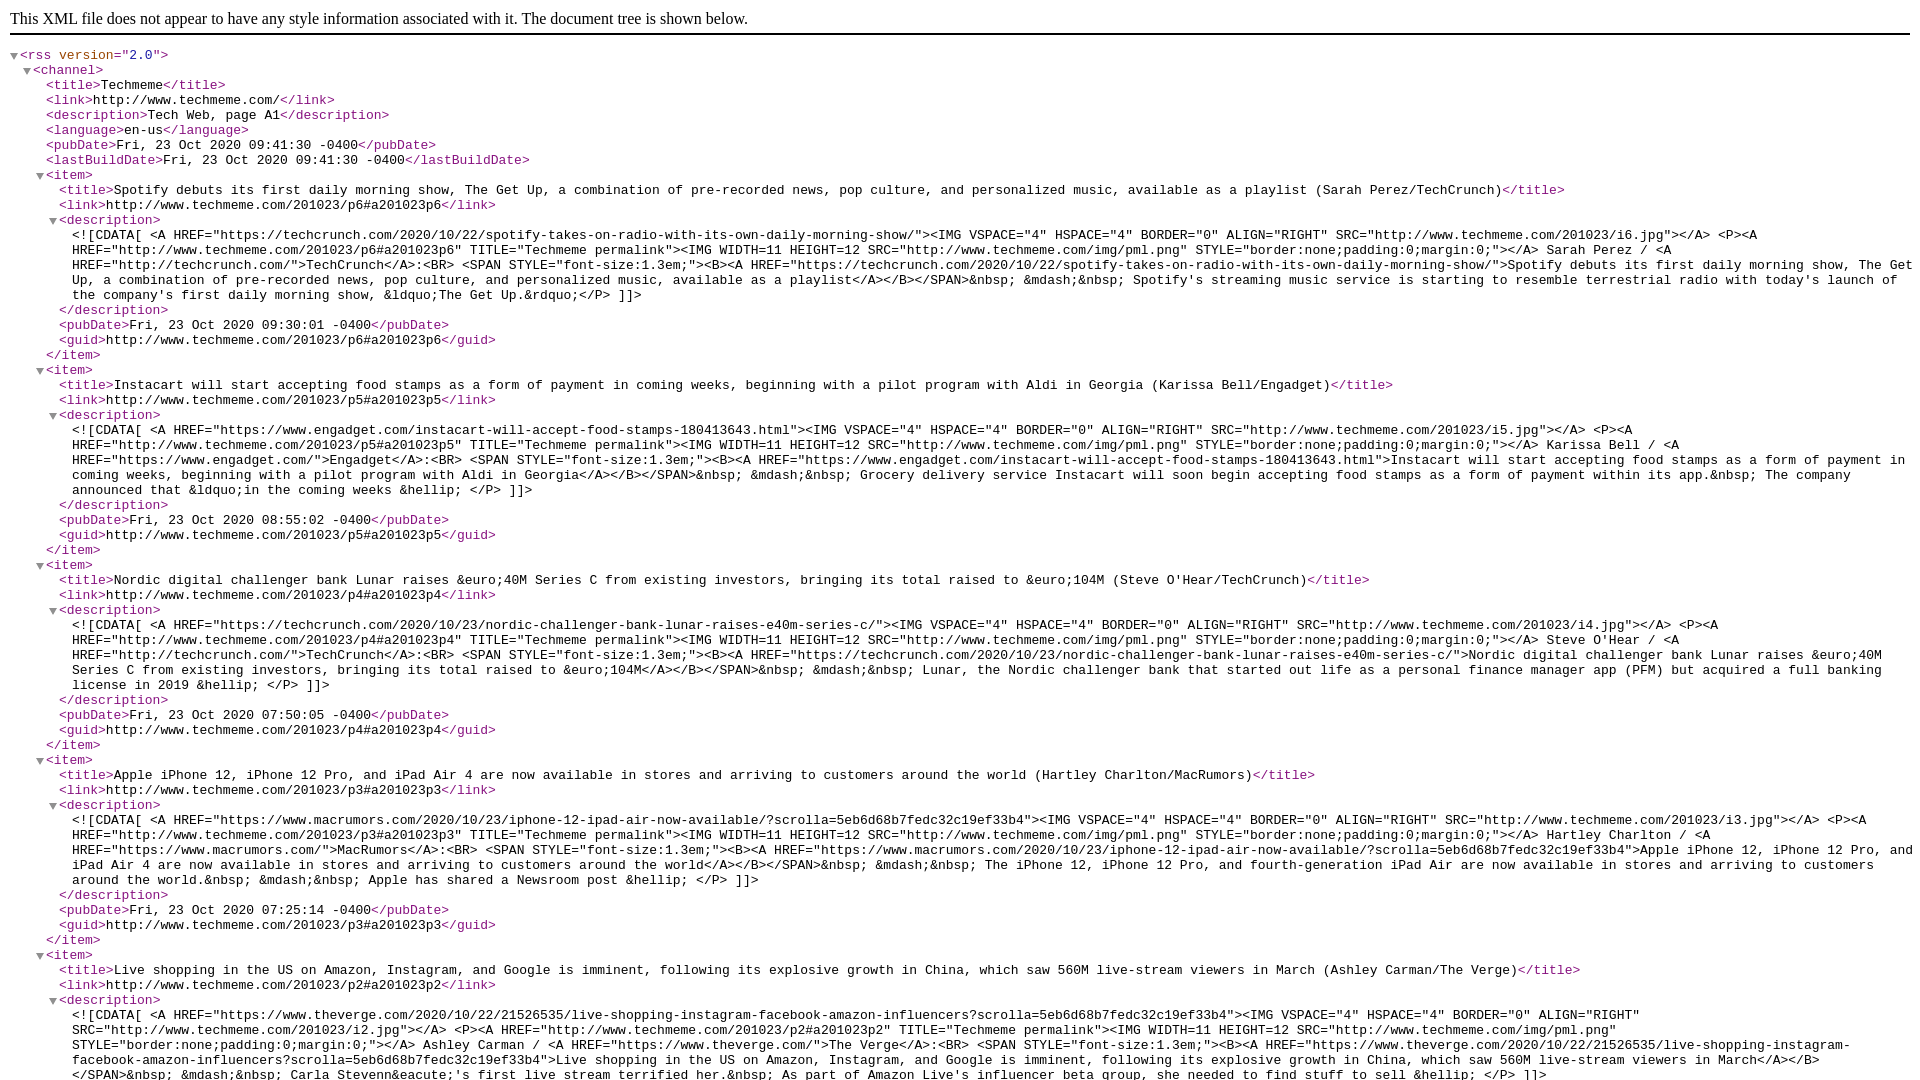 This XML file does not appear to have any style information associated with it. The document tree is shown below.
<rss version="2.0">
<channel>
<title>Techmeme</title>
<link>http://www.techmeme.com/</link>
<description>Tech Web, page A1</description>
<language>en-us</language>
<pubDate>Fri, 23 Oct 2020 09:41:30 -0400</pubDate>
<lastBuildDate>Fri, 23 Oct 2020 09:41:30 -0400</lastBuildDate>
<item>
<title>Spotify debuts its first daily morning show, The Get Up, a combination of pre-recorded news, pop culture, and personalized music, available as a playlist (Sarah Perez/TechCrunch)</title>
<link>http://www.techmeme.com/201023/p6#a201023p6</link>
<description>
<![CDATA[ <A HREF="https://techcrunch.com/2020/10/22/spotify-takes-on-radio-with-its-own-daily-morning-show/"><IMG VSPACE="4" HSPACE="4" BORDER="0" ALIGN="RIGHT" SRC="http://www.techmeme.com/201023/i6.jpg"></A> <P><A
HREF="http://www.techmeme.com/201023/p6#a201023p6" TITLE="Techmeme permalink"><IMG WIDTH=11 HEIGHT=12 SRC="http://www.techmeme.com/img/pml.png" STYLE="border:none;padding:0;margin:0;"></A> Sarah Perez / <A
HREF="http://techcrunch.com/">TechCrunch</A>:<BR> <SPAN STYLE="font-size:1.3em;"><B><A HREF="https://techcrunch.com/2020/10/22/spotify-takes-on-radio-with-its-own-daily-morning-show/">Spotify debuts its first daily morning show, The Get
Up, a combination of pre-recorded news, pop culture, and personalized music, available as a playlist</A></B></SPAN>&nbsp; &mdash;&nbsp; Spotify's streaming music service is starting to resemble terrestrial radio with today's launch of
the company's first daily morning show, &ldquo;The Get Up.&rdquo;</P> ]]>
</description>
<pubDate>Fri, 23 Oct 2020 09:30:01 -0400</pubDate>
<guid>http://www.techmeme.com/201023/p6#a201023p6</guid>
</item>
<item>
<title>Instacart will start accepting food stamps as a form of payment in coming weeks, beginning with a pilot program with Aldi in Georgia (Karissa Bell/Engadget)</title>
<link>http://www.techmeme.com/201023/p5#a201023p5</link>
<description>
<![CDATA[ <A HREF="https://www.engadget.com/instacart-will-accept-food-stamps-180413643.html"><IMG VSPACE="4" HSPACE="4" BORDER="0" ALIGN="RIGHT" SRC="http://www.techmeme.com/201023/i5.jpg"></A> <P><A
HREF="http://www.techmeme.com/201023/p5#a201023p5" TITLE="Techmeme permalink"><IMG WIDTH=11 HEIGHT=12 SRC="http://www.techmeme.com/img/pml.png" STYLE="border:none;padding:0;margin:0;"></A> Karissa Bell / <A
HREF="https://www.engadget.com/">Engadget</A>:<BR> <SPAN STYLE="font-size:1.3em;"><B><A HREF="https://www.engadget.com/instacart-will-accept-food-stamps-180413643.html">Instacart will start accepting food stamps as a form of payment in
coming weeks, beginning with a pilot program with Aldi in Georgia</A></B></SPAN>&nbsp; &mdash;&nbsp; Grocery delivery service Instacart will soon begin accepting food stamps as a form of payment within its app.&nbsp; The company
announced that &ldquo;in the coming weeks &hellip; </P> ]]>
</description>
<pubDate>Fri, 23 Oct 2020 08:55:02 -0400</pubDate>
<guid>http://www.techmeme.com/201023/p5#a201023p5</guid>
</item>
<item>
<title>Nordic digital challenger bank Lunar raises &euro;40M Series C from existing investors, bringing its total raised to &euro;104M (Steve O'Hear/TechCrunch)</title>
<link>http://www.techmeme.com/201023/p4#a201023p4</link>
<description>
<![CDATA[ <A HREF="https://techcrunch.com/2020/10/23/nordic-challenger-bank-lunar-raises-e40m-series-c/"><IMG VSPACE="4" HSPACE="4" BORDER="0" ALIGN="RIGHT" SRC="http://www.techmeme.com/201023/i4.jpg"></A> <P><A
HREF="http://www.techmeme.com/201023/p4#a201023p4" TITLE="Techmeme permalink"><IMG WIDTH=11 HEIGHT=12 SRC="http://www.techmeme.com/img/pml.png" STYLE="border:none;padding:0;margin:0;"></A> Steve O'Hear / <A
HREF="http://techcrunch.com/">TechCrunch</A>:<BR> <SPAN STYLE="font-size:1.3em;"><B><A HREF="https://techcrunch.com/2020/10/23/nordic-challenger-bank-lunar-raises-e40m-series-c/">Nordic digital challenger bank Lunar raises &euro;40M
Series C from existing investors, bringing its total raised to &euro;104M</A></B></SPAN>&nbsp; &mdash;&nbsp; Lunar, the Nordic challenger bank that started out life as a personal finance manager app (PFM) but acquired a full banking
license in 2019 &hellip; </P> ]]>
</description>
<pubDate>Fri, 23 Oct 2020 07:50:05 -0400</pubDate>
<guid>http://www.techmeme.com/201023/p4#a201023p4</guid>
</item>
<item>
<title>Apple iPhone 12, iPhone 12 Pro, and iPad Air 4 are now available in stores and arriving to customers around the world (Hartley Charlton/MacRumors)</title>
<link>http://www.techmeme.com/201023/p3#a201023p3</link>
<description>
<![CDATA[ <A HREF="https://www.macrumors.com/2020/10/23/iphone-12-ipad-air-now-available/?scrolla=5eb6d68b7fedc32c19ef33b4"><IMG VSPACE="4" HSPACE="4" BORDER="0" ALIGN="RIGHT" SRC="http://www.techmeme.com/201023/i3.jpg"></A> <P><A
HREF="http://www.techmeme.com/201023/p3#a201023p3" TITLE="Techmeme permalink"><IMG WIDTH=11 HEIGHT=12 SRC="http://www.techmeme.com/img/pml.png" STYLE="border:none;padding:0;margin:0;"></A> Hartley Charlton / <A
HREF="https://www.macrumors.com/">MacRumors</A>:<BR> <SPAN STYLE="font-size:1.3em;"><B><A HREF="https://www.macrumors.com/2020/10/23/iphone-12-ipad-air-now-available/?scrolla=5eb6d68b7fedc32c19ef33b4">Apple iPhone 12, iPhone 12 Pro, and
iPad Air 4 are now available in stores and arriving to customers around the world</A></B></SPAN>&nbsp; &mdash;&nbsp; The iPhone 12, iPhone 12 Pro, and fourth-generation iPad Air are now available in stores and arriving to customers
around the world.&nbsp; &mdash;&nbsp; Apple has shared a Newsroom post &hellip; </P> ]]>
</description>
<pubDate>Fri, 23 Oct 2020 07:25:14 -0400</pubDate>
<guid>http://www.techmeme.com/201023/p3#a201023p3</guid>
</item>
<item>
<title>Live shopping in the US on Amazon, Instagram, and Google is imminent, following its explosive growth in China, which saw 560M live-stream viewers in March (Ashley Carman/The Verge)</title>
<link>http://www.techmeme.com/201023/p2#a201023p2</link>
<description>
<![CDATA[ <A HREF="https://www.theverge.com/2020/10/22/21526535/live-shopping-instagram-facebook-amazon-influencers?scrolla=5eb6d68b7fedc32c19ef33b4"><IMG VSPACE="4" HSPACE="4" BORDER="0" ALIGN="RIGHT"
SRC="http://www.techmeme.com/201023/i2.jpg"></A> <P><A HREF="http://www.techmeme.com/201023/p2#a201023p2" TITLE="Techmeme permalink"><IMG WIDTH=11 HEIGHT=12 SRC="http://www.techmeme.com/img/pml.png"
STYLE="border:none;padding:0;margin:0;"></A> Ashley Carman / <A HREF="https://www.theverge.com/">The Verge</A>:<BR> <SPAN STYLE="font-size:1.3em;"><B><A HREF="https://www.theverge.com/2020/10/22/21526535/live-shopping-instagram-
facebook-amazon-influencers?scrolla=5eb6d68b7fedc32c19ef33b4">Live shopping in the US on Amazon, Instagram, and Google is imminent, following its explosive growth in China, which saw 560M live-stream viewers in March</A></B>
</SPAN>&nbsp; &mdash;&nbsp; Carla Stevenn&eacute;'s first live stream terrified her.&nbsp; As part of Amazon Live's influencer beta group, she needed to find stuff to sell &hellip; </P> ]]>